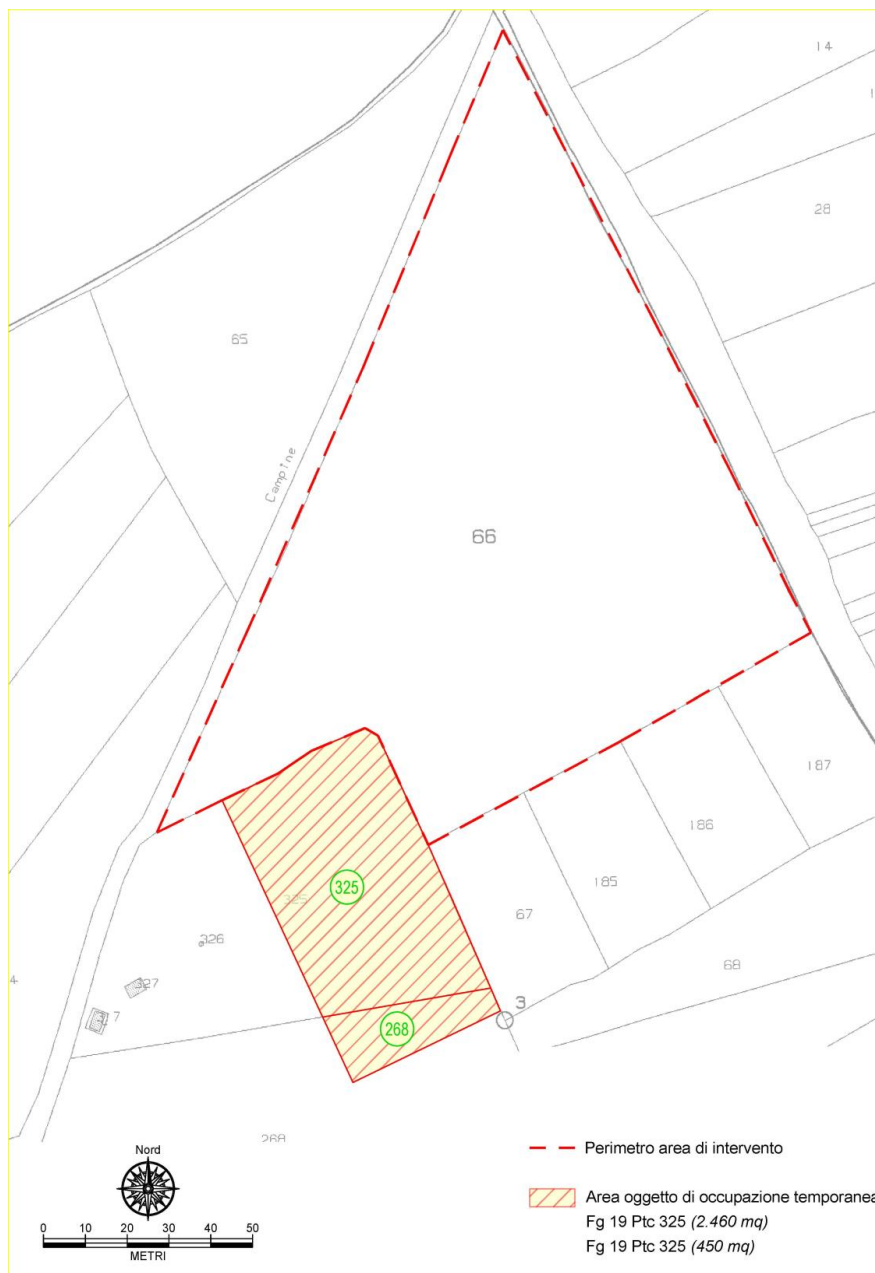 14
28
65
Campine
66
187
186
185
325
325
67
326
68
327
4
7
3
268
268
Nord
0 10 20 30 40 50
METRI
Perimetro area di intervento
Area oggetto di occupazione temporanea
Fg 19 Ptc 325 (2.460 mq)
Fg 19 Ptc 325 (450 mq)